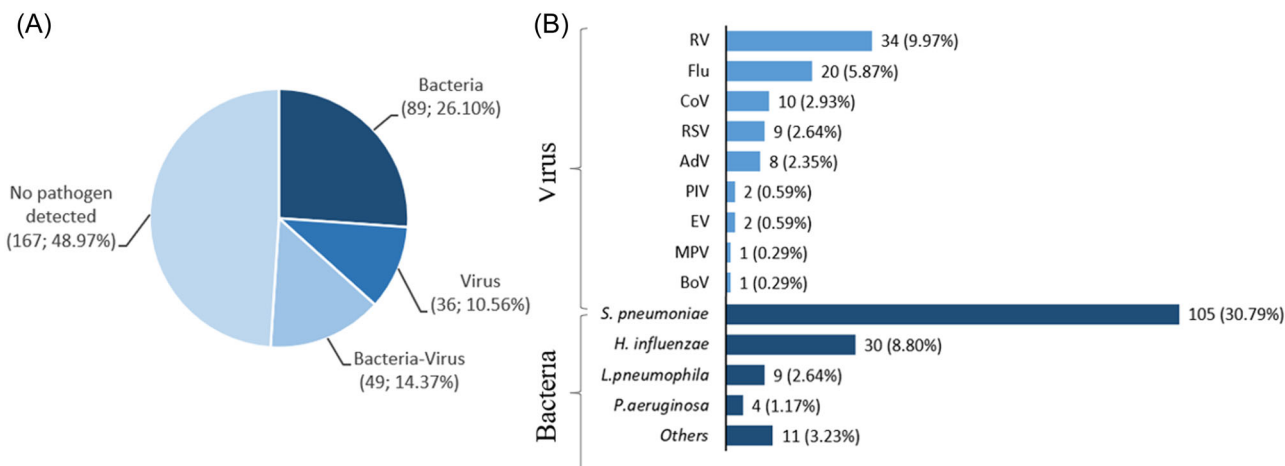 (A)
Bacteria
(89; 26.10%)
No pathogen
detected
(167; 48.97%)
Virus
(36; 10.56%)
Bacteria-Virus
(49; 14.37%)
(B)
Virus
RV 34 (9.97%)
Flu 20 (5.87%)
CoV 10 (2.93%)
RSV 9 (2.64%)
AdV 8 (2.35%)
PIV 2 (0.59%)
EV 2 (0.59%)
MPV 1 (0.29%)
BoV 1 (0.29%)
Bacteria
S. pneumoniae 105 (30.79%)
H. influenzae 30 (8.80%)
L.pneumophila 9 (2.64%)
P.aeruginosa 4 (1.17%)
Others 11 (3.23%)